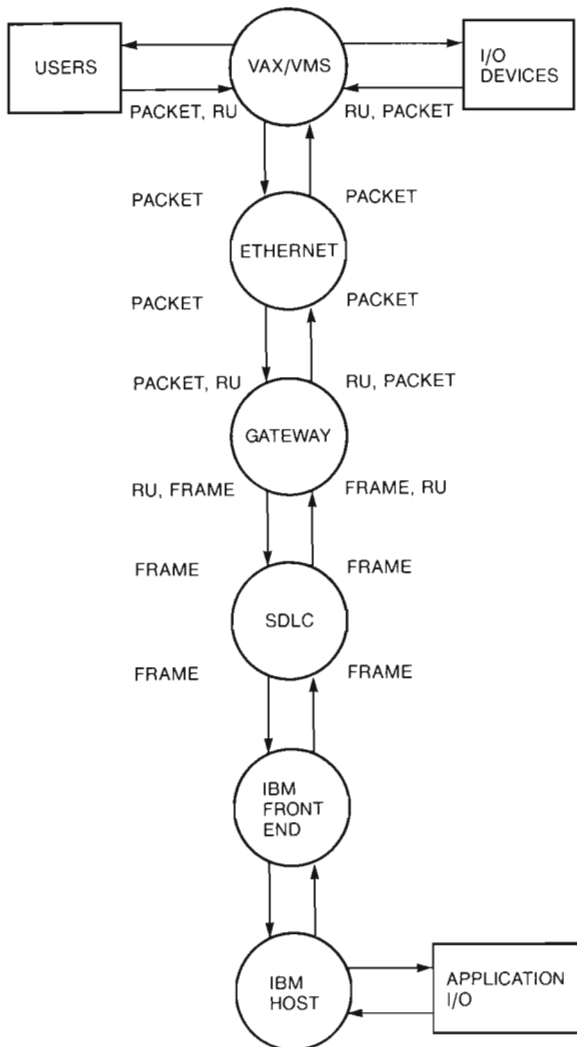 USERS
VAX/VMS
I/O
DEVICES
PACKET, RU
RU, PACKET
PACKET
PACKET
ETHERNET
PACKET
PACKET
PACKET, RU
RU, PACKET
GATEWAY
RU, FRAME
FRAME, RU
FRAME
FRAME
SDLC
FRAME
FRAME
IBM
FRONT
END
IBM
HOST
APPLICATION
I/O